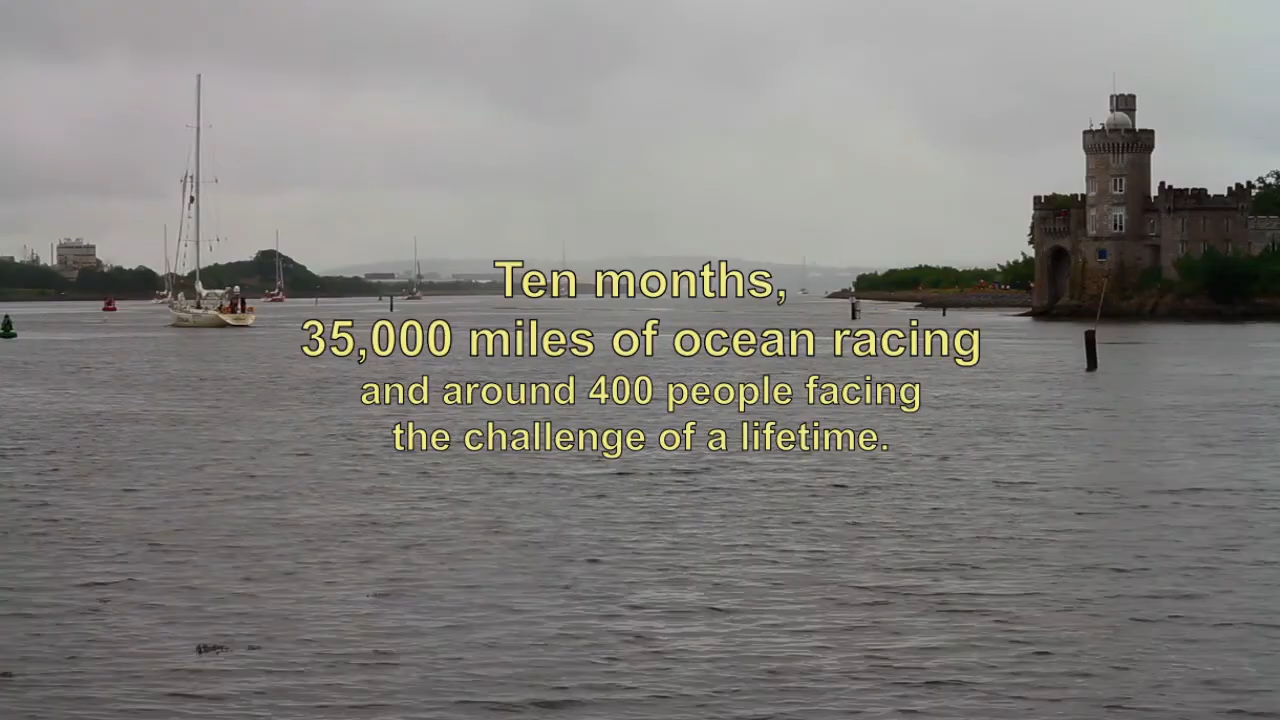 Ten months,
35,000 miles of ocean racing
and around 400 people facing
the challenge of a lifetime.